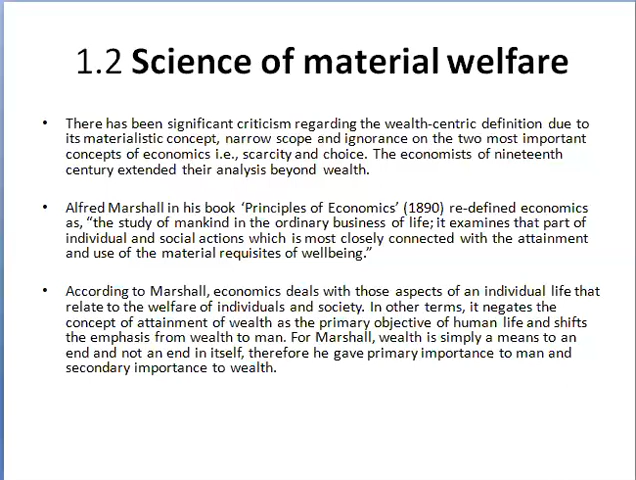 1.2 Science of material welfare
• There has been significant criticism regarding the wealth-centric definition due to
its materialistic concept, narrow scope and ignorance on the two most important
concepts of economics i.e., scarcity and choice. The economists of nineteenth
century extended their analysis beyond wealth.
• Alfred Marshall in his book ‘Principles of Economics’ (1890) re-defined economics
as, “the study of mankind in the ordinary business of life; it examines that part of
individual and social actions which is most closely connected with the attainment
and use of the material requisites of wellbeing.”
• According to Marshall, economics deals with those aspects of an individual life that
relate to the welfare of individuals and society. In other terms, it negates the
concept of attainment of wealth as the primary objective of human life and shifts
the emphasis from wealth to man. For Marshall, wealth is simply a means to an
end and not an end in itself, therefore he gave primary importance to man and
secondary importance to wealth.